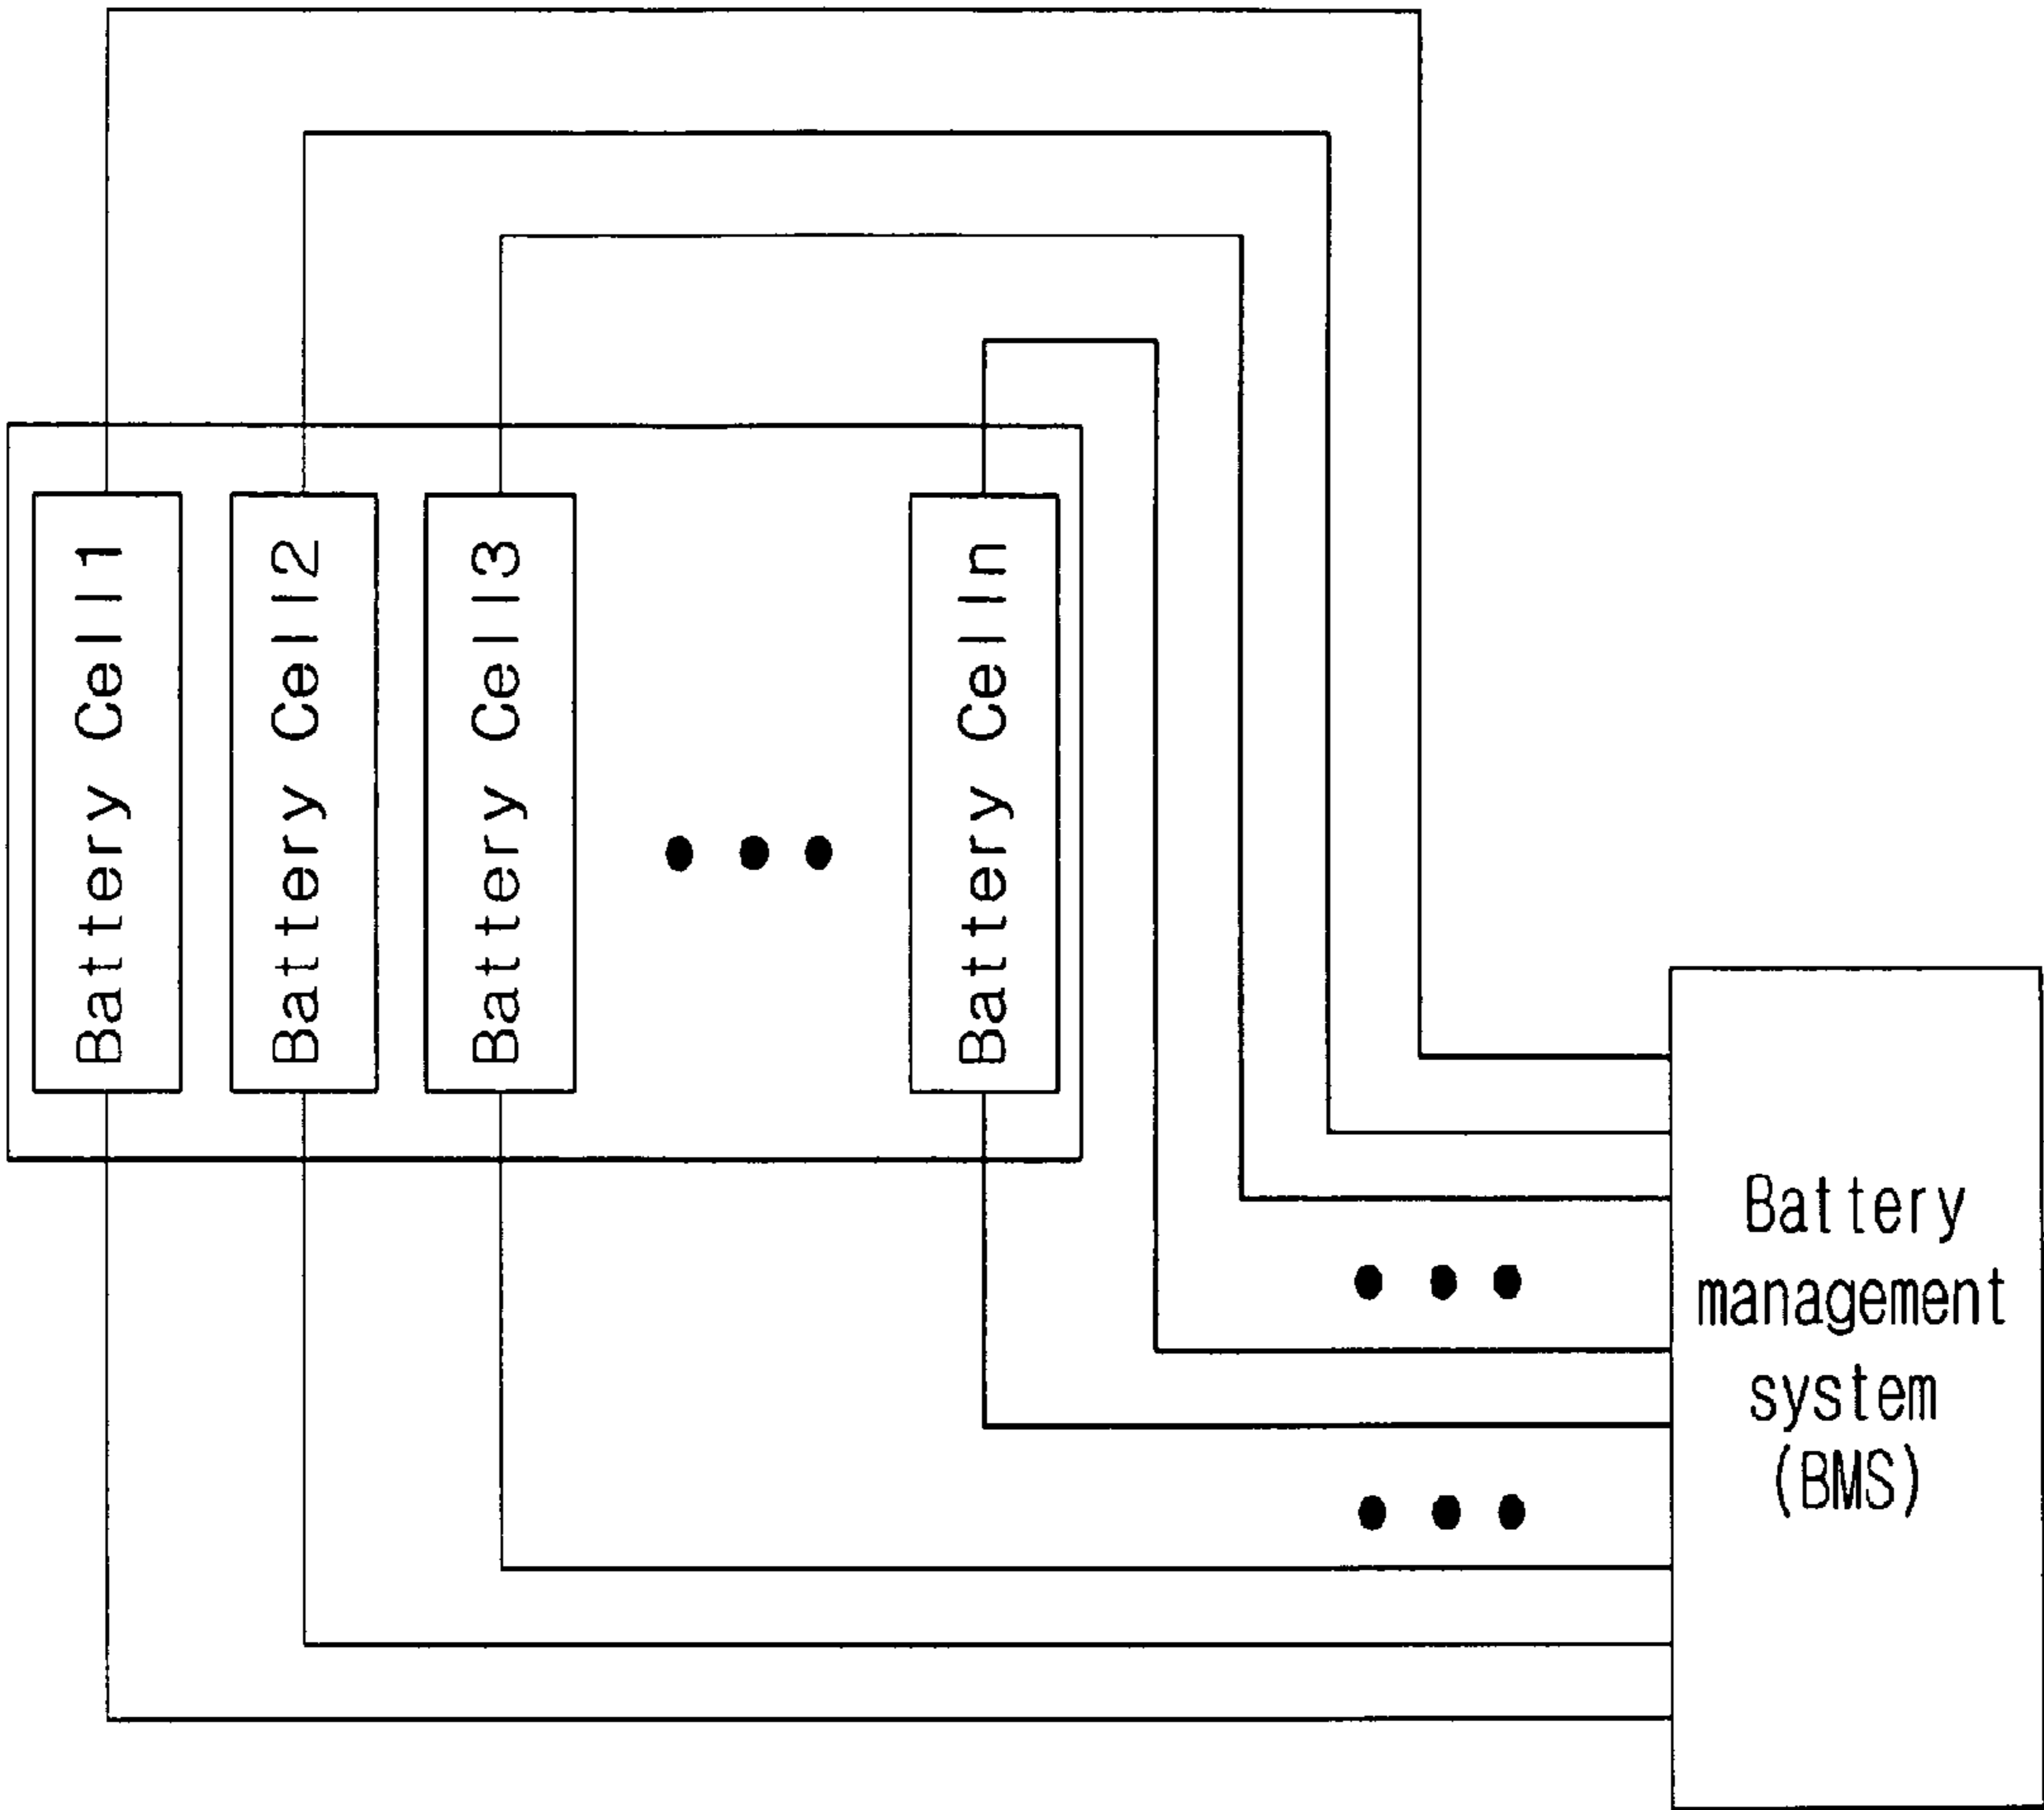 Battery Cell1
Battery Cell2
Battery Cell3
Battery Celln
Battery
management
system
(BMS)